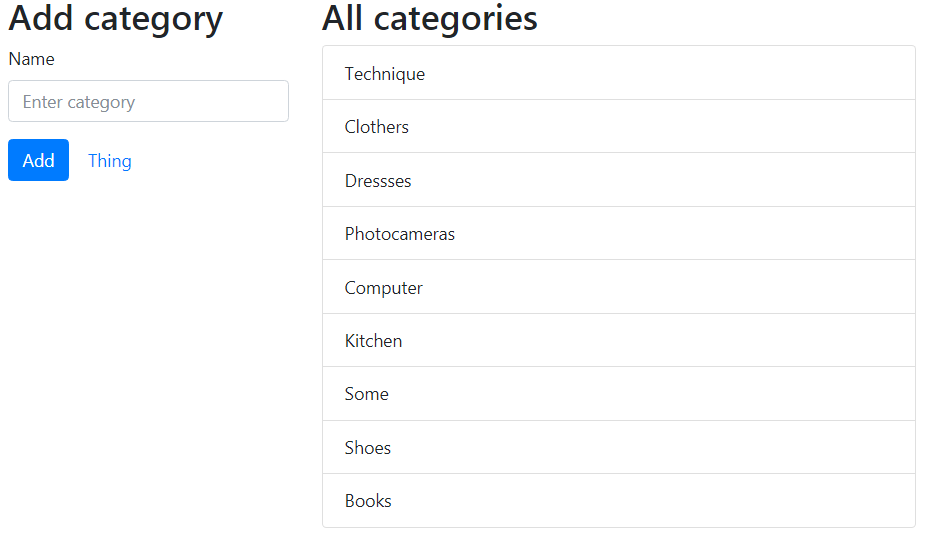 Add category
Name
Enter category
Add
Thing
All categories
Technique
Clothers
Dressses
Photocameras
Computer
Kitchen
Some
Shoes
Books